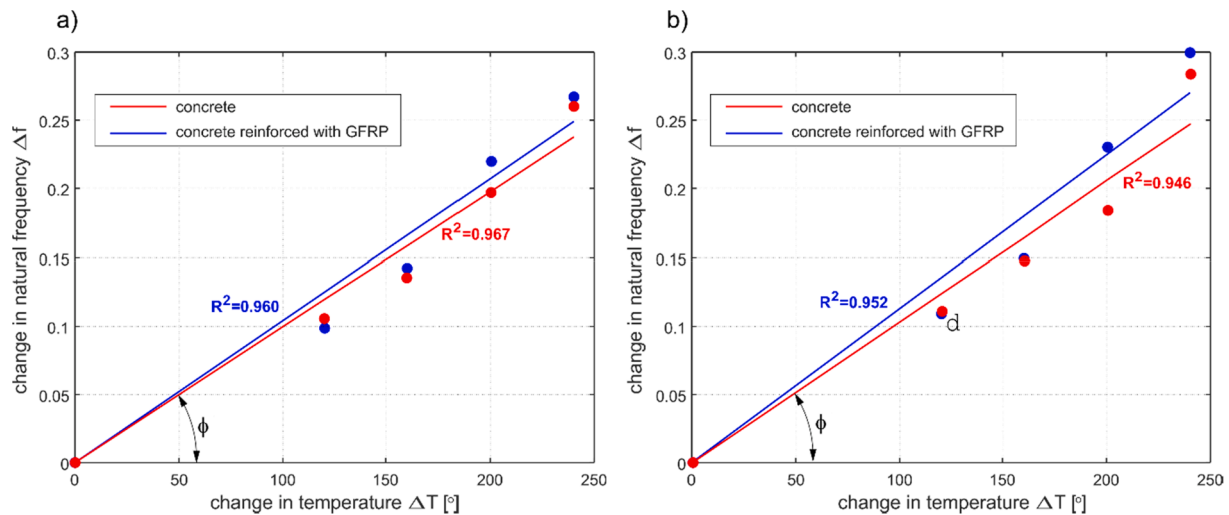 a)
change in natural frequency Δf
0.3
0.25
0.2
0.15
0.1
0.05
0
concrete
concrete reinforced with GFRP
R²=0.967
R²=0.960
ϕ
0 50 100 150 200 250
change in temperature ΔT [°]
b)
change in natural frequency Δf
0.3
0.25
0.2
0.15
0.1
0.05
0
concrete
concrete reinforced with GFRP
R²=0.946
R²=0.952
d
ϕ
0 50 100 150 200 250
change in temperature ΔT [°]